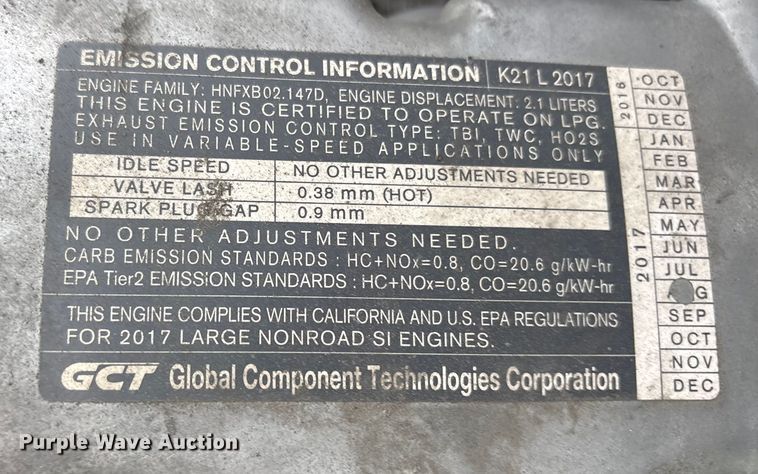 EMISSION CONTROL INFORMATION K21 L 2017
ENGINE FAMILY: HNFXB02.147D, ENGINE DISPLACEMENT: 2.1 LITERS
THIS ENGINE IS CERTIFIED TO OPERATE ON LPG.
EXHAUST EMISSION CONTROL TYPE: TBI, TWC, HO2S
USE IN VARIABLE-SPEED APPLICATIONS ONLY
IDLE SPEED NO OTHER ADJUSTMENTS NEEDED
VALVE LASH 0.38 mm (HOT)
SPARK PLUG GAP 0.9 mm
NO OTHER ADJUSTMENTS NEEDED.
CARB EMISSION STANDARDS : HC+NOx=0.8, CO=20.6 g/kW-hr
EPA Tier2 EMISSION STANDARDS : HC+NOx=0.8, CO=20.6 g/kW-hr
THIS ENGINE COMPLIES WITH CALIFORNIA AND U.S. EPA REGULATIONS
FOR 2017 LARGE NONROAD SI ENGINES.
GCT Global Component Technologies Corporation
2016
OCT
NOV
DEC
2017
JAN
FEB
MAR
APR
MAY
JUN
JUL
AUG
SEP
OCT
NOV
DEC
Purple Wave Auction